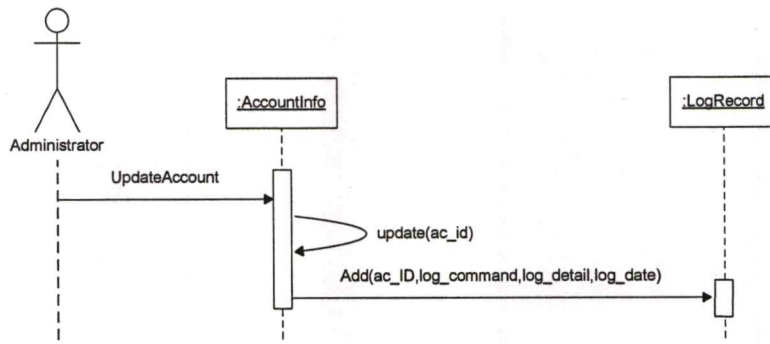 :AccountInfo
:LogRecord
Administrator
UpdateAccount
update(ac_id)
Add(ac_ID,log_command,log_detail,log_date)